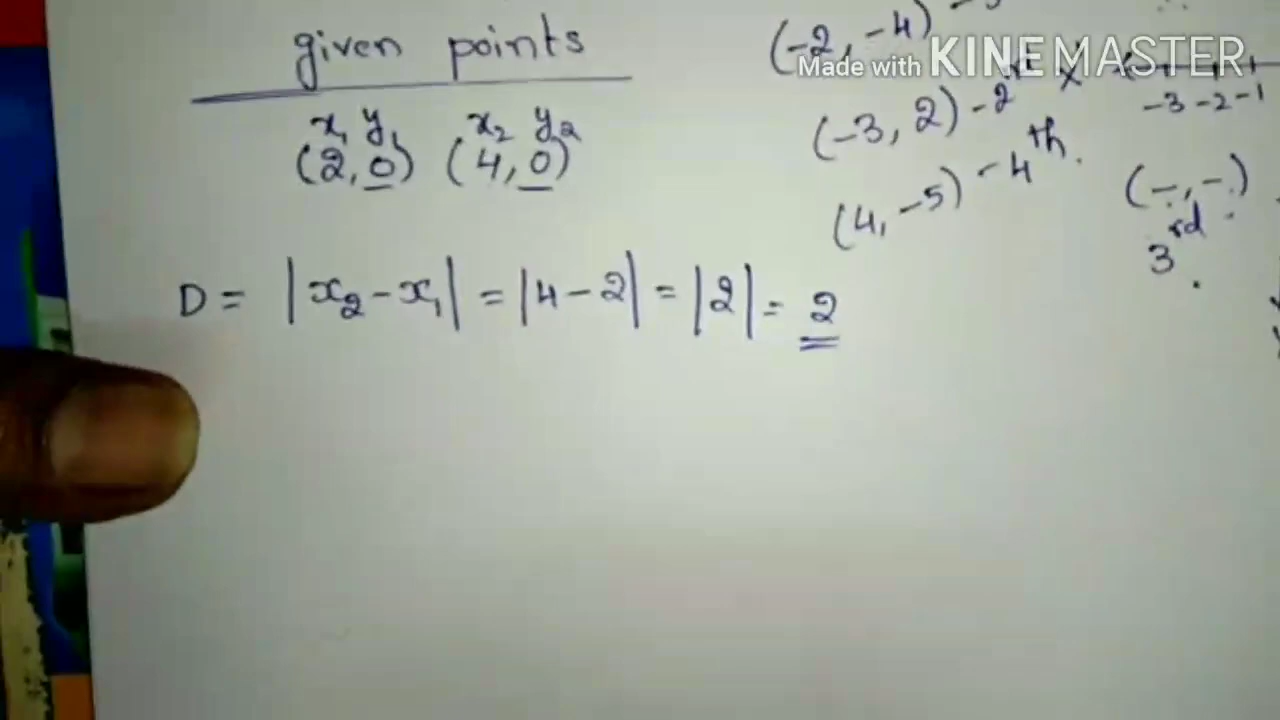 given points
x₁ y₁ x₂ y₂
(2, 0) (4, 0)
D = |x₂ - x₁| = |4 - 2| = |2| = 2
(-2, -4) -
Made with KINEMASTER
(-3, 2) - 2
(4, -5) - 4th.
x'
-3 -2 -1
(-, -)
3rd.